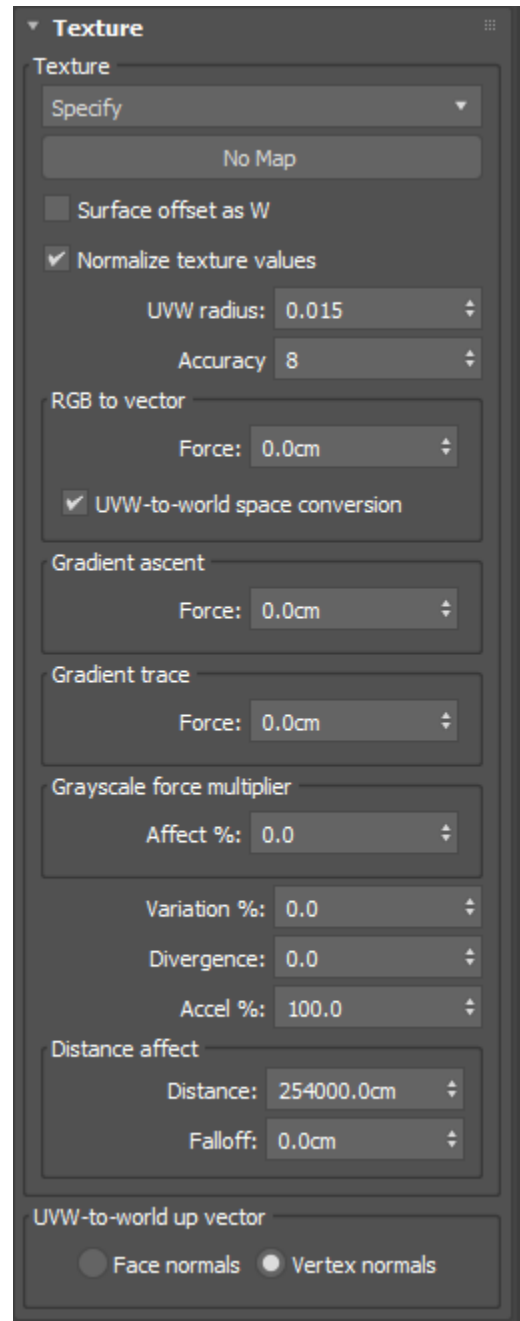 Texture
Texture
Specify
No Map
Surface offset as W
Normalize texture values
UVW radius: 0.015
Accuracy 8
RGB to vector
Force: 0.0cm
UVW-to-world space conversion
Gradient ascent
Force: 0.0cm
Gradient trace
Force: 0.0cm
Grayscale force multiplier
Affect %: 0.0
Variation %: 0.0
Divergence: 0.0
Accel %: 100.0
Distance affect
Distance: 254000.0cm
Falloff: 0.0cm
UVW-to-world up vector
Face normals Vertex normals